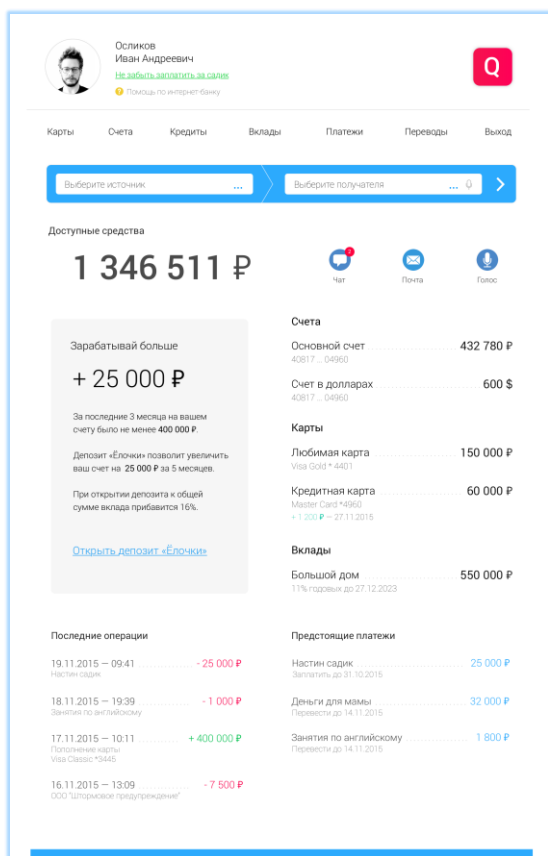 Осликов
Иван Андреевич
Не забыть заплатить за садик
? Помощь по интернет-банку
Q
Карты Счета Кредиты Вклады Платежи Переводы Выход
Выберите источник ... Выберите получателя ...
Доступные средства
1 346 511 ₽
2
Чат Почта Голос
Зарабатывай больше
+ 25 000 ₽
За последние 3 месяца на вашем
счету было не менее 400 000 ₽.
Депозит «Ёлочки» позволит увеличить
ваш счет на 25 000 ₽ за 5 месяцев.
При открытии депозита к общей
сумме вклада прибавится 16%.
Открыть депозит «Ёлочки»
Счета
Основной счет 432 780 ₽
40817 ... 04960
Счет в долларах 600 $
40817 ... 04960
Карты
Любимая карта 150 000 ₽
Visa Gold * 4401
Кредитная карта 60 000 ₽
Master Card *4960
+ 1 200 ₽ — 27.11.2015
Вклады
Большой дом 550 000 ₽
11% годовых до 27.12.2023
Последние операции
19.11.2015 — 09:41 - 25 000 ₽
Настин садик
18.11.2015 — 19:39 - 1 000 ₽
Занятия по английскому
17.11.2015 — 10:11 + 400 000 ₽
Пополнение карты
Visa Classic *3445
16.11.2015 — 13:09 - 7 500 ₽
ООО "Штормовое предупреждение"
Предстоящие платежи
Настин садик 25 000 ₽
Заплатить до 31.10.2015
Деньги для мамы 32 000 ₽
Перевести до 14.11.2015
Занятия по английскому 1 800 ₽
Перевести до 14.11.2015